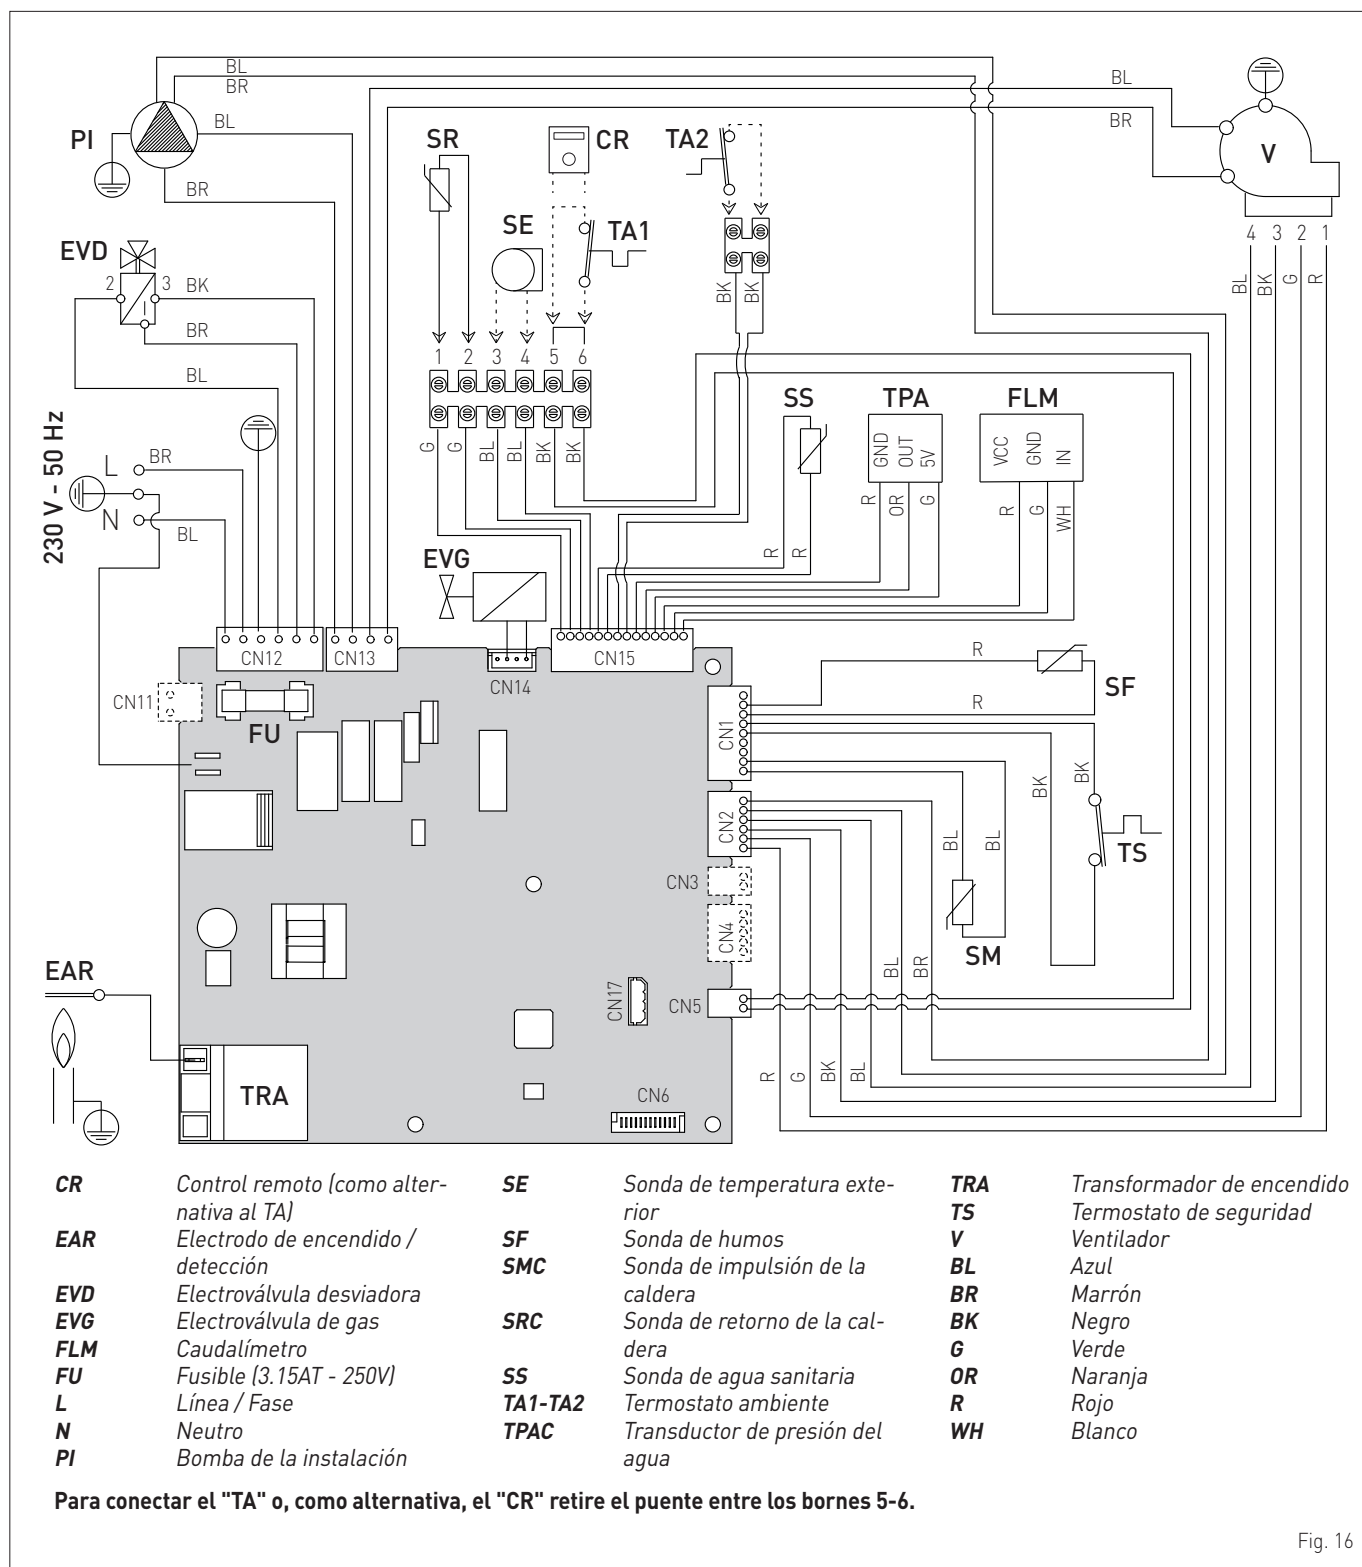 BL
BR
PI
BL
BR
SR
CR
TA2
BL
BR
V
SE
TA1
EVD
2
3
BK
BR
BL
4
3
2
1
BL
BK
G
R
BK
BK
1
2
3
4
5
6
G
G
BL
BL
BK
BK
SS
TPA
FLM
GND
OUT
5V
VCC
GND
IN
R
OR
G
R
G
WH
R
R
230 V - 50 Hz
L
BR
N
BL
EVG
CN12
CN13
CN14
CN15
CN11
FU
CN1
R
SF
R
BK
BK
TS
CN2
BL
BL
SM
CN3
CN4
BL
BR
CN17
CN5
EAR
TRA
CN6
R
G
BK
BL
CR Control remoto (como alter-
nativa al TA)
EAR Electrodo de encendido /
detección
EVD Electroválvula desviadora
EVG Electroválvula de gas
FLM Caudalímetro
FU Fusible (3.15AT - 250V)
L Línea / Fase
N Neutro
PI Bomba de la instalación
SE Sonda de temperatura exte-
rior
SF Sonda de humos
SMC Sonda de impulsión de la
caldera
SRC Sonda de retorno de la cal-
dera
SS Sonda de agua sanitaria
TA1-TA2 Termostato ambiente
TPAC Transductor de presión del
agua
TRA Transformador de encendido
TS Termostato de seguridad
V Ventilador
BL Azul
BR Marrón
BK Negro
G Verde
OR Naranja
R Rojo
WH Blanco
Para conectar el "TA" o, como alternativa, el "CR" retire el puente entre los bornes 5-6.
Fig. 16